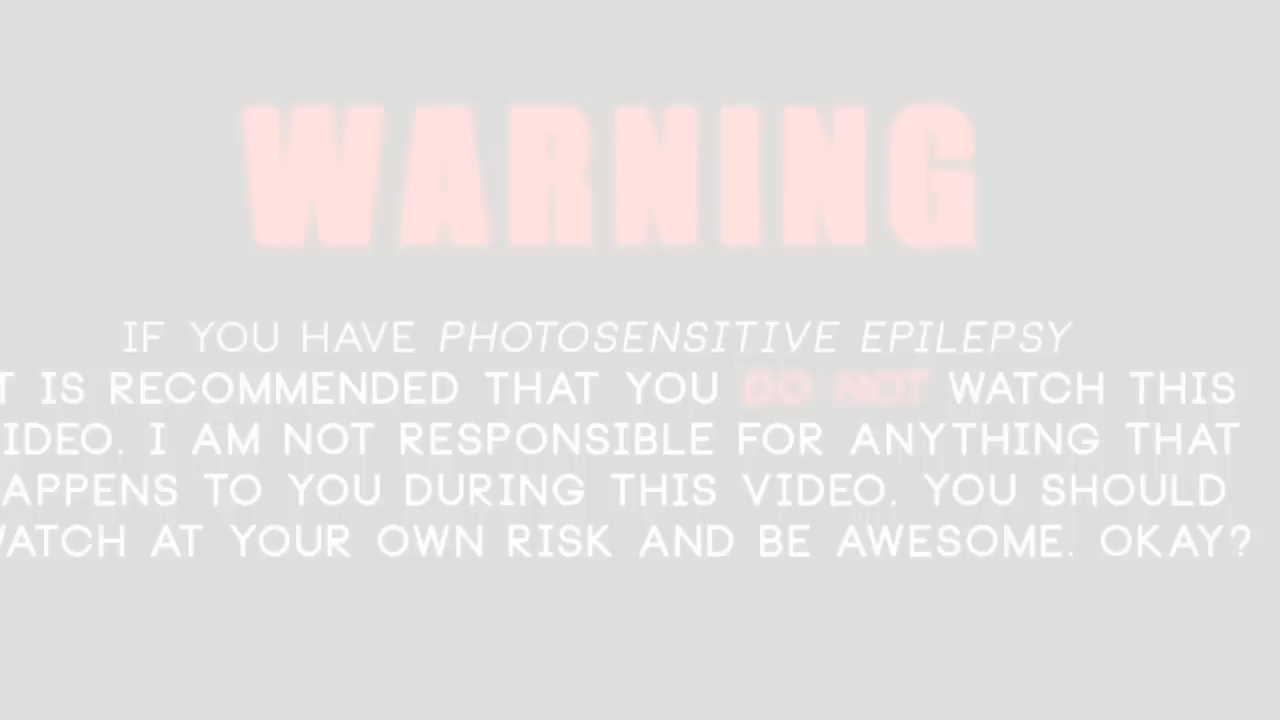 WARNING
IF YOU HAVE PHOTOSENSITIVE EPILEPSY
T IS RECOMMENDED THAT YOU DO NOT WATCH THIS
IDEO. I AM NOT RESPONSIBLE FOR ANYTHING THAT
APPENS TO YOU DURING THIS VIDEO. YOU SHOULD
WATCH AT YOUR OWN RISK AND BE AWESOME. OKAY?